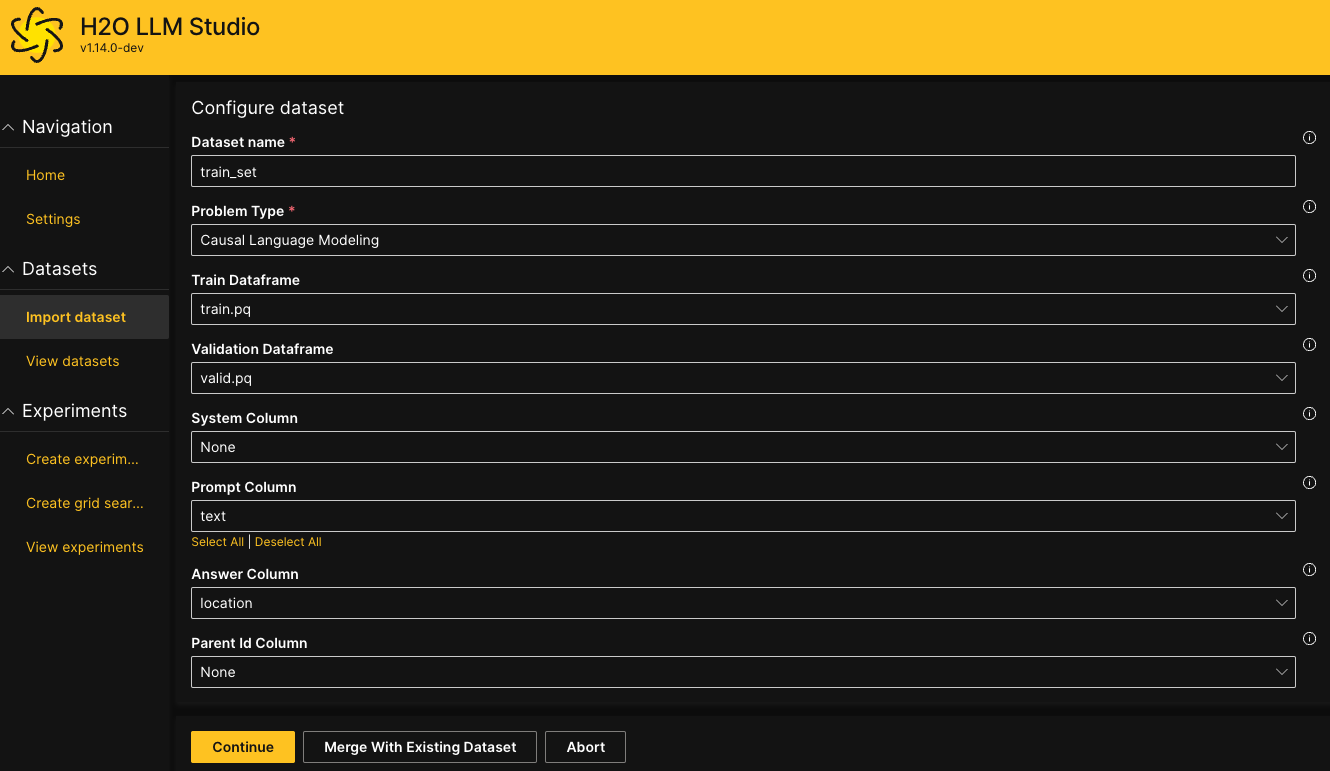 H2O LLM Studio
v1.14.0-dev
Navigation
Home
Settings
Datasets
Import dataset
View datasets
Experiments
Create experim...
Create grid sear...
View experiments
Configure dataset
Dataset name *
train_set
Problem Type *
Causal Language Modeling
Train Dataframe
train.pq
Validation Dataframe
valid.pq
System Column
None
Prompt Column
text
Select All | Deselect All
Answer Column
location
Parent Id Column
None
Continue
Merge With Existing Dataset
Abort